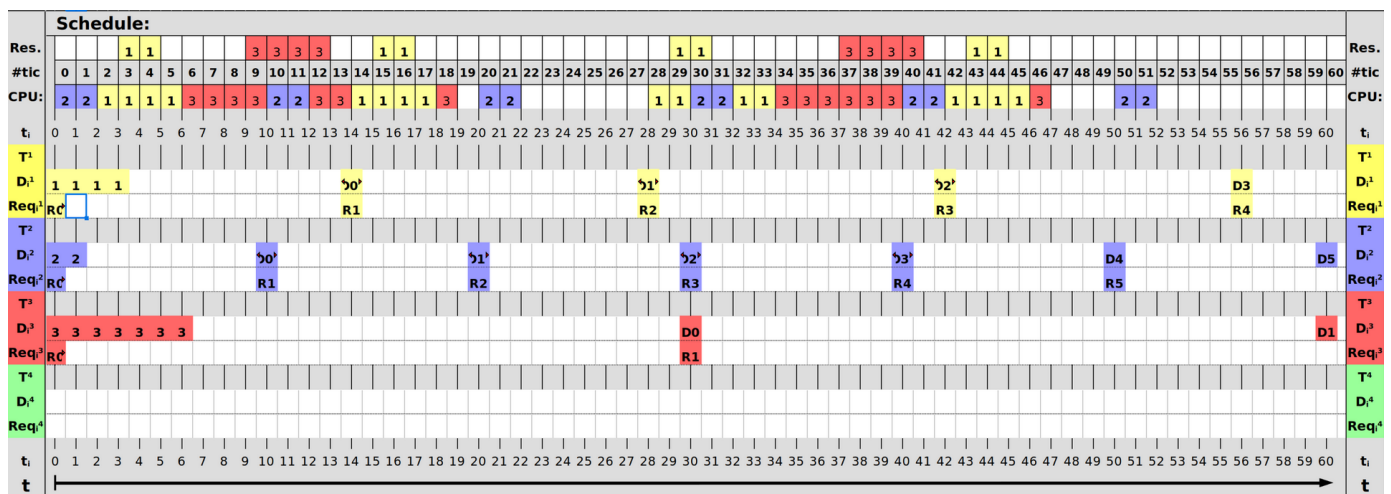 Schedule:
Res. 1 1 3 3 3 3 1 1 1 1 3 3 3 3 1 1 Res.
#tic 0 1 2 3 4 5 6 7 8 9 10 11 12 13 14 15 16 17 18 19 20 21 22 23 24 25 26 27 28 29 30 31 32 33 34 35 36 37 38 39 40 41 42 43 44 45 46 47 48 49 50 51 52 53 54 55 56 57 58 59 60 #tic
CPU: 2 2 1 1 1 1 3 3 3 3 2 2 3 3 1 1 1 1 3 2 2 1 1 2 2 1 1 3 3 3 3 3 3 2 2 1 1 1 1 3 2 2 CPU:
tᵢ 0 1 2 3 4 5 6 7 8 9 10 11 12 13 14 15 16 17 18 19 20 21 22 23 24 25 26 27 28 29 30 31 32 33 34 35 36 37 38 39 40 41 42 43 44 45 46 47 48 49 50 51 52 53 54 55 56 57 58 59 60 tᵢ
T¹ T¹
Dᵢ¹ 1 1 1 1 D0 D1 D2 D3 Dᵢ¹
Reqᵢ¹ R0 R1 R2 R3 R4 Reqᵢ¹
T² T²
Dᵢ² 2 2 D0 D1 D2 D3 D4 D5 Dᵢ²
Reqᵢ² R0 R1 R2 R3 R4 R5 Reqᵢ²
T³ T³
Dᵢ³ 3 3 3 3 3 3 3 D0 D1 Dᵢ³
Reqᵢ³ R0 R1 Reqᵢ³
T⁴ T⁴
Dᵢ⁴ Dᵢ⁴
Reqᵢ⁴ Reqᵢ⁴
tᵢ 0 1 2 3 4 5 6 7 8 9 10 11 12 13 14 15 16 17 18 19 20 21 22 23 24 25 26 27 28 29 30 31 32 33 34 35 36 37 38 39 40 41 42 43 44 45 46 47 48 49 50 51 52 53 54 55 56 57 58 59 60 tᵢ
t t